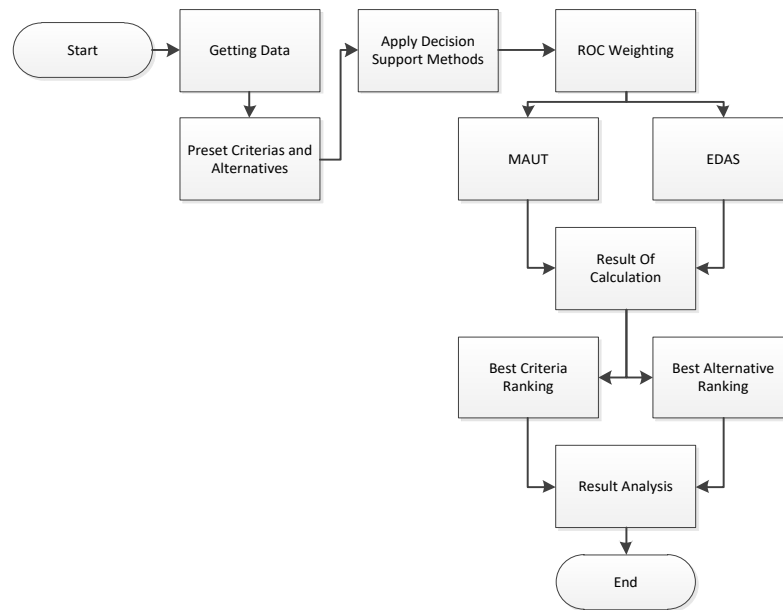 Start
Getting Data
Preset Criterias and
Alternatives
Apply Decision
Support Methods
ROC Weighting
MAUT
EDAS
Result Of
Calculation
Best Criteria
Ranking
Best Alternative
Ranking
Result Analysis
End